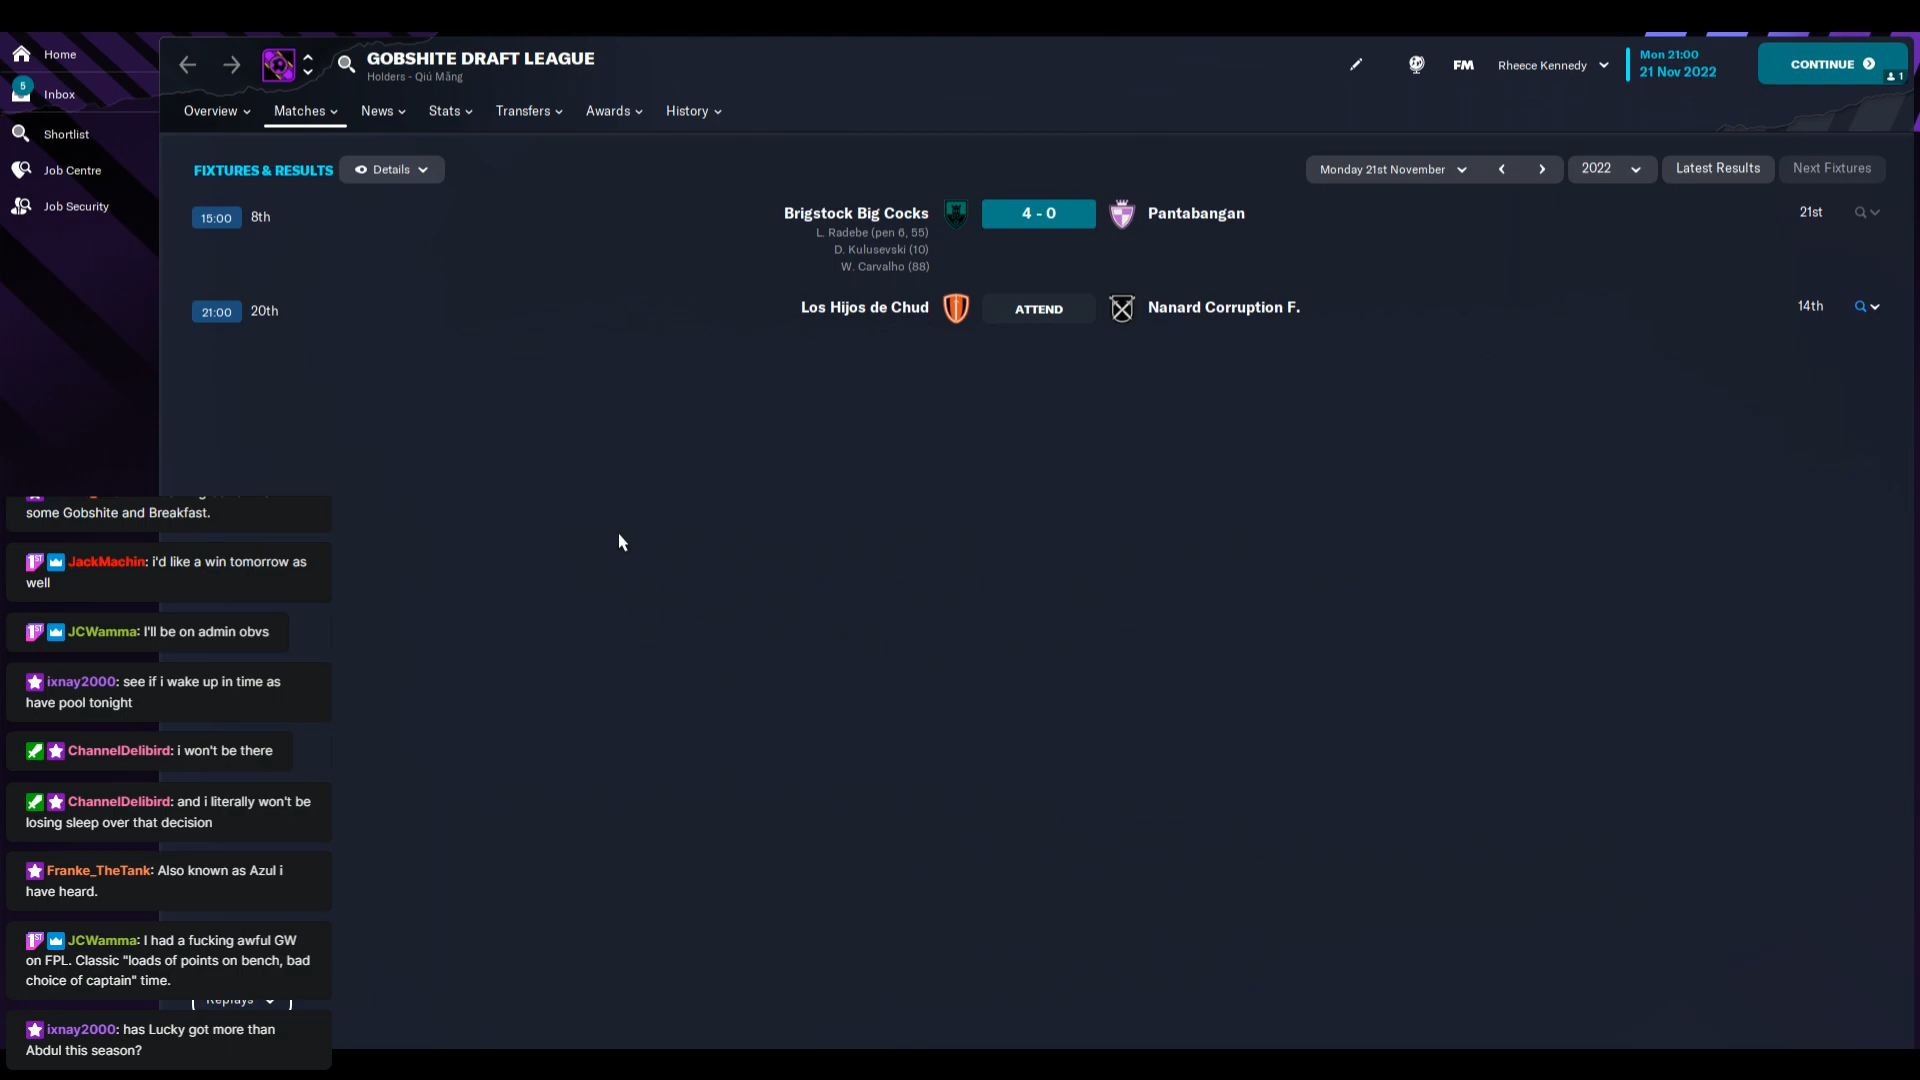 Home
5
Inbox
Shortlist
Job Centre
Job Security
GOBSHITE DRAFT LEAGUE
Holders - Qiú Mǎng
FM
Rheece Kennedy
Mon 21:00
21 Nov 2022
CONTINUE
1
Overview Matches News Stats Transfers Awards History
FIXTURES & RESULTS Details
Monday 21st November 2022 Latest Results Next Fixtures
15:00 8th Brigstock Big Cocks 4 - 0 Pantabangan 21st
L. Radebe (pen 6, 55)
D. Kulusevski (10)
W. Carvalho (88)
21:00 20th Los Hijos de Chud ATTEND Nanard Corruption F. 14th
some Gobshite and Breakfast.
1ST JackMachin: i'd like a win tomorrow as
well
1ST JCWamma: I'll be on admin obvs
ixnay2000: see if i wake up in time as
have pool tonight
ChannelDelibird: i won't be there
ChannelDelibird: and i literally won't be
losing sleep over that decision
Franke_TheTank: Also known as Azul i
have heard.
1ST JCWamma: I had a fucking awful GW
on FPL. Classic "loads of points on bench, bad
choice of captain" time.
Replays
ixnay2000: has Lucky got more than
Abdul this season?